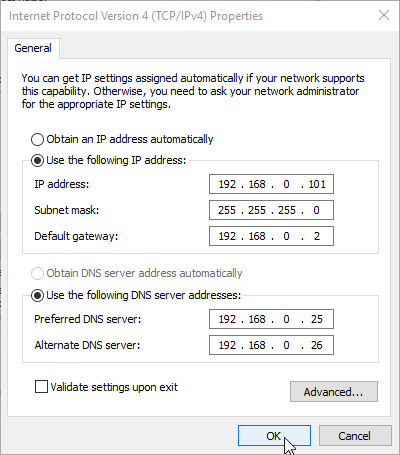 Internet Protocol Version 4 (TCP/IPv4) Properties
General
You can get IP settings assigned automatically if your network supports
this capability. Otherwise, you need to ask your network administrator
for the appropriate IP settings.
Obtain an IP address automatically
Use the following IP address:
IP address: 192 . 168 . 0 . 101
Subnet mask: 255 . 255 . 255 . 0
Default gateway: 192 . 168 . 0 . 2
Obtain DNS server address automatically
Use the following DNS server addresses:
Preferred DNS server: 192 . 168 . 0 . 25
Alternate DNS server: 192 . 168 . 0 . 26
Validate settings upon exit
Advanced...
OK Cancel